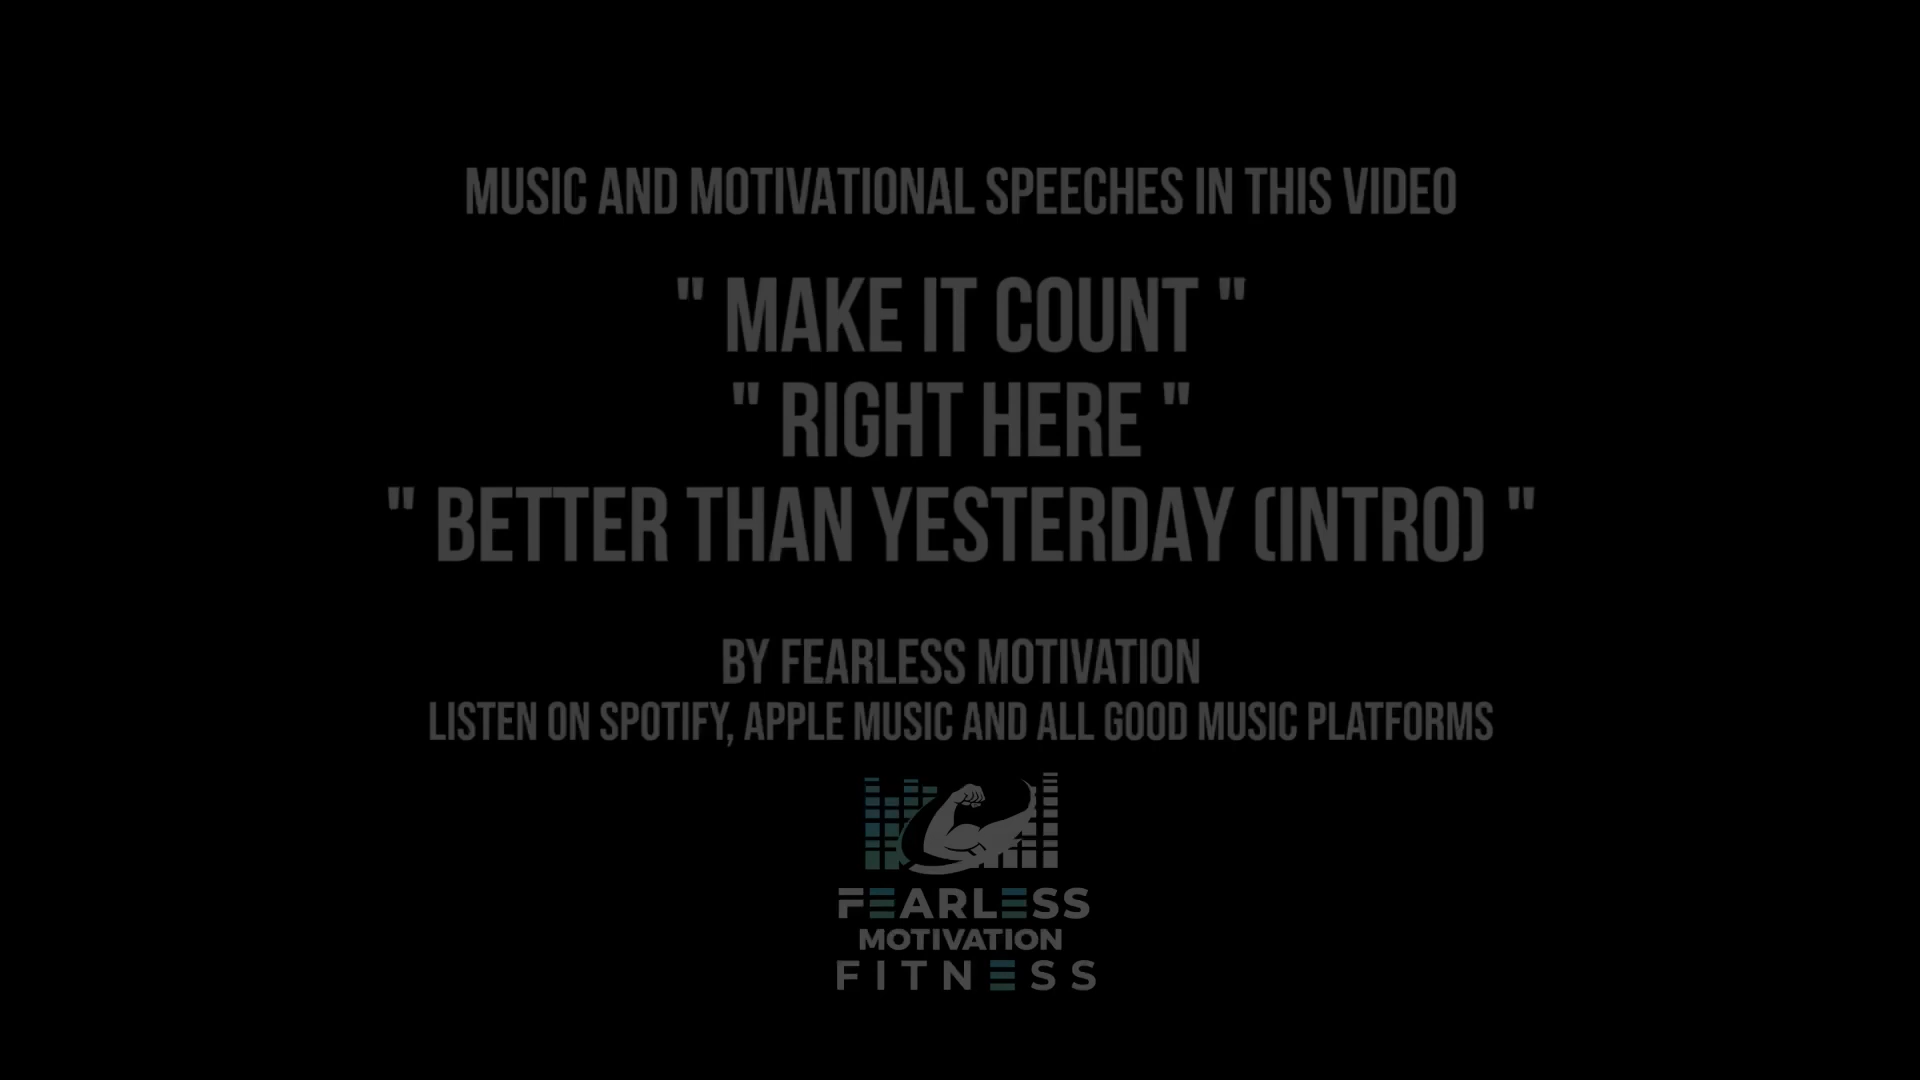 MUSIC AND MOTIVATIONAL SPEECHES IN THIS VIDEO
" MAKE IT COUNT "
" RIGHT HERE "
" BETTER THAN YESTERDAY (INTRO) "
BY FEARLESS MOTIVATION
LISTEN ON SPOTIFY, APPLE MUSIC AND ALL GOOD MUSIC PLATFORMS
FEARLESS
MOTIVATION
FITNESS